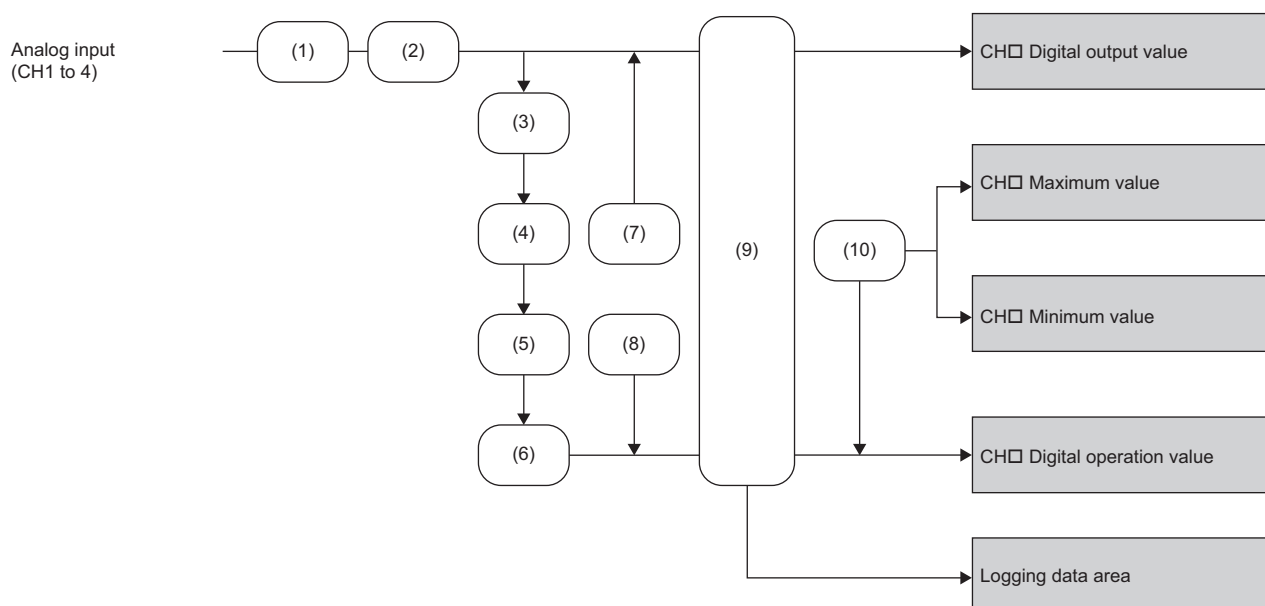 Analog input
(CH1 to 4)
(1)
(2)
CH□ Digital output value
(3)
CH□ Maximum value
(4)
(7)
(9)
(10)
CH□ Minimum value
(5)
(8)
(6)
CH□ Digital operation value
Logging data area